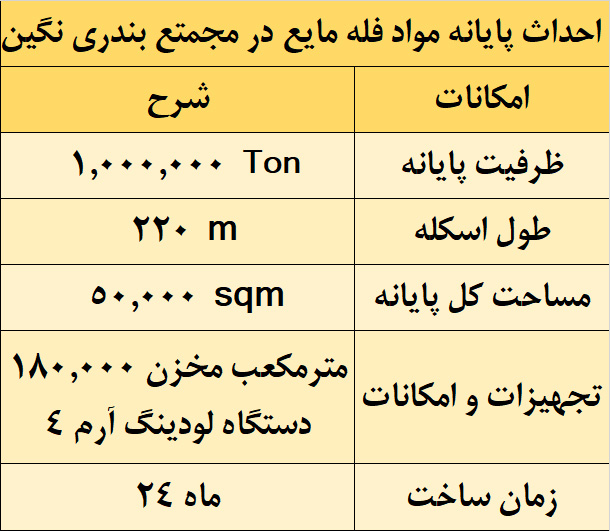 احداث پایانه مواد فله مایع در مجمتع بندری نگین
امکانات شرح
ظرفیت پایانه ۱,۰۰۰,۰۰۰ Ton
طول اسکله ۲۲۰ m
مساحت کل پایانه ۵۰,۰۰۰ sqm
تجهیزات و امکانات
مترمکعب مخزن ۱۸۰,۰۰۰
دستگاه لودینگ آرم ۴
زمان ساخت ماه ۲۴